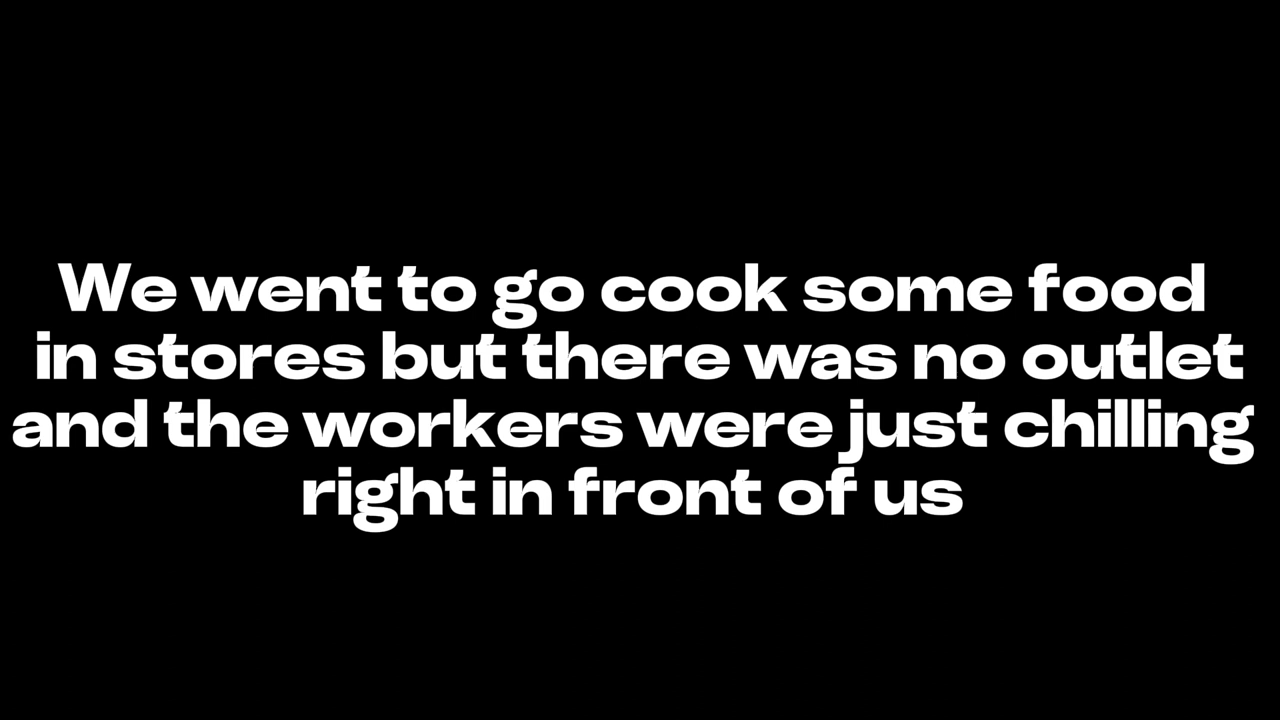 We went to go cook some food
in stores but there was no outlet
and the workers were just chilling
right in front of us